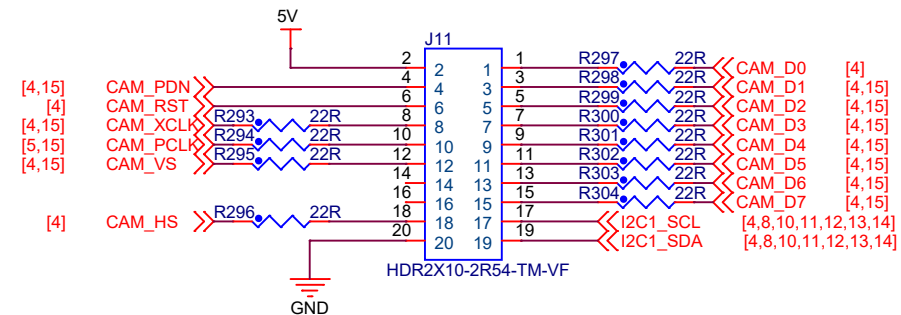 5V
J11
2 2 1 1 R297 22R CAM_D0 [4]
[4,15] CAM_PDN 4 4 3 3 R298 22R CAM_D1 [4,15]
[4] CAM_RST 6 6 5 5 R299 22R CAM_D2 [4,15]
[4,15] CAM_XCLK R293 22R 8 8 7 7 R300 22R CAM_D3 [4,15]
[5,15] CAM_PCLK R294 22R 10 10 9 9 R301 22R CAM_D4 [4,15]
[4,15] CAM_VS R295 22R 12 12 11 11 R302 22R CAM_D5 [4,15]
14 14 13 13 R303 22R CAM_D6 [4,15]
16 16 15 15 R304 22R CAM_D7 [4,15]
[4] CAM_HS R296 22R 18 18 17 17 I2C1_SCL [4,8,10,11,12,13,14]
20 20 19 19 I2C1_SDA [4,8,10,11,12,13,14]
HDR2X10-2R54-TM-VF
GND